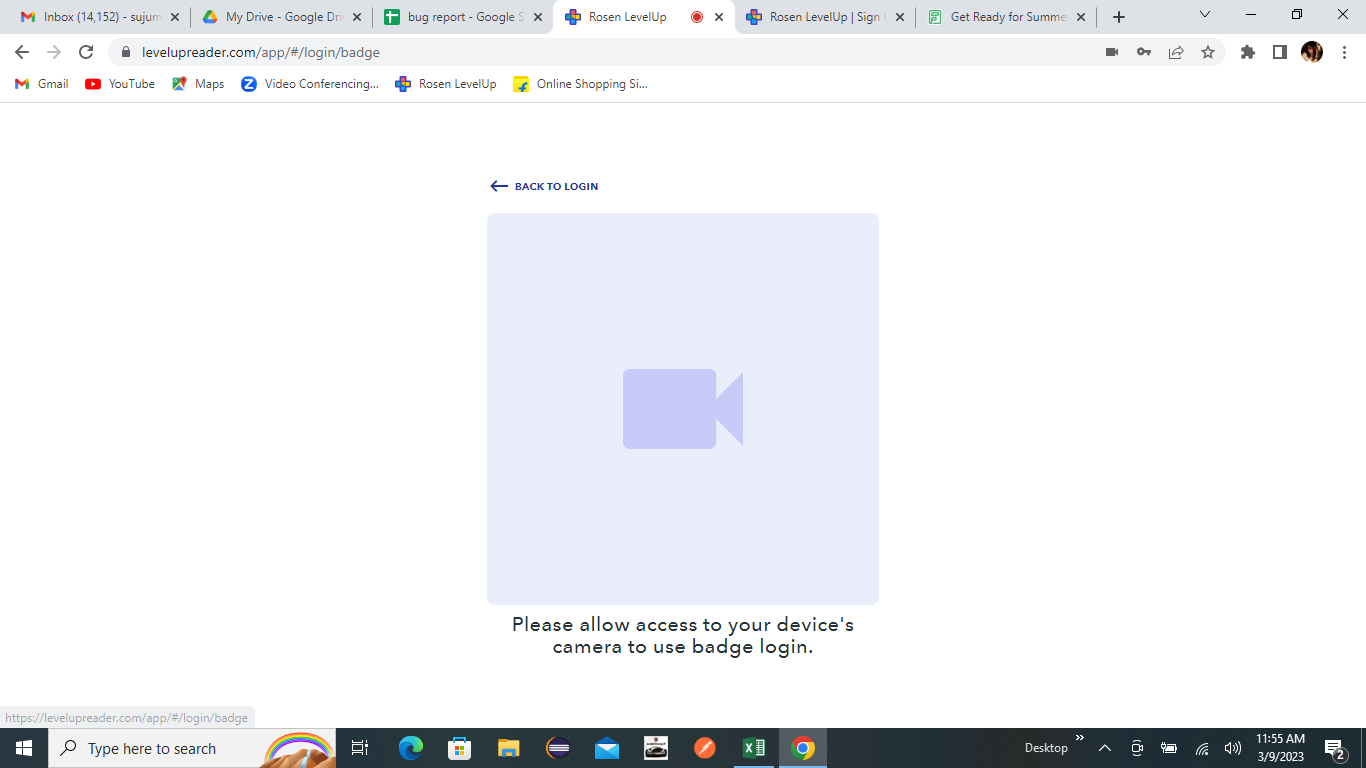 Inbox (14,152) - sujum
My Drive - Google Dri
bug report - Google S
Rosen LevelUp
Rosen LevelUp | Sign U
Get Ready for Summe
levelupreader.com/app/#/login/badge
Gmail
YouTube
Maps
Video Conferencing...
Rosen LevelUp
Online Shopping Si...
BACK TO LOGIN
Please allow access to your device's
camera to use badge login.
https://levelupreader.com/app/#/login/badge
Type here to search
Desktop
11:55 AM
3/9/2023
2